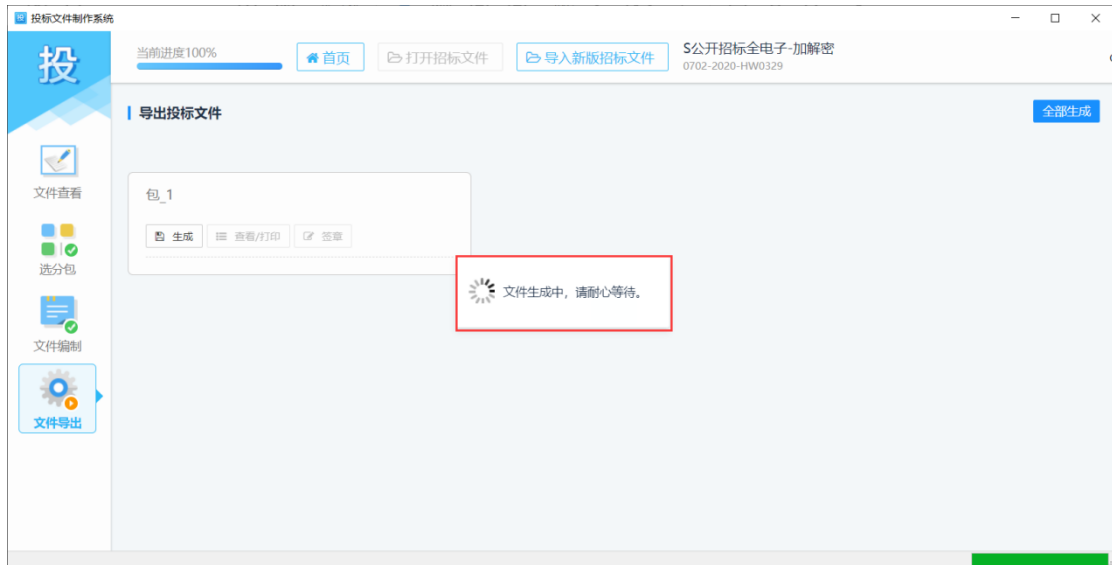 投 投标文件制作系统
投
当前进度100%
首页
打开招标文件
导入新版招标文件
S公开招标全电子-加解密
0702-2020-HW0329
导出投标文件
全部生成
文件查看
包_1
生成
查看/打印
签章
选分包
文件生成中，请耐心等待。
文件编制
文件导出